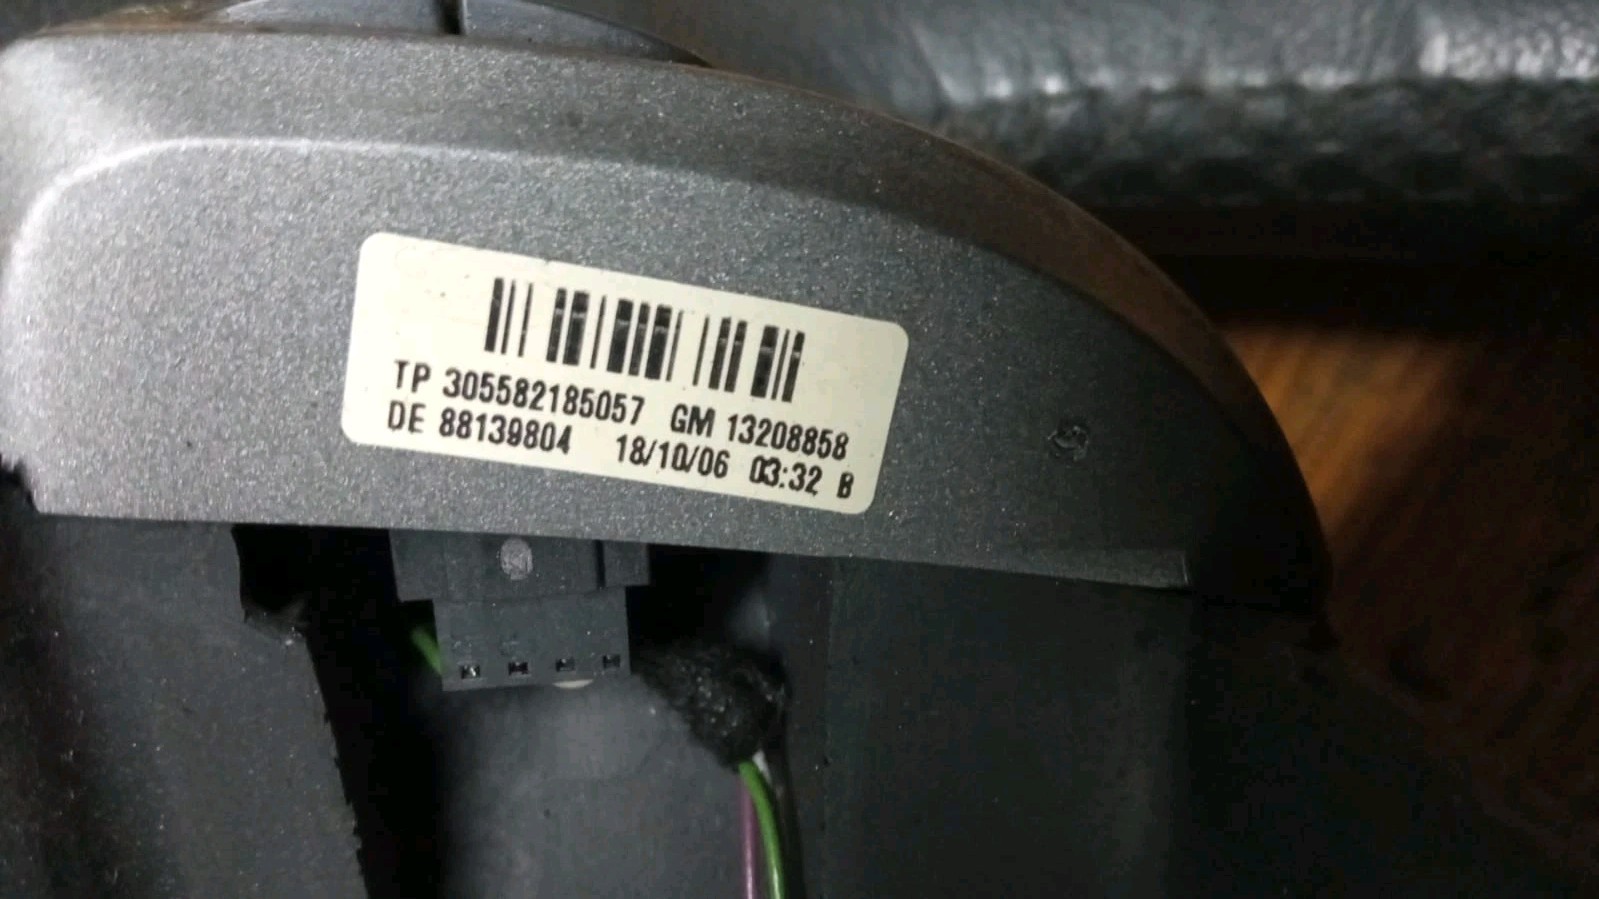 TP 305582185057 GM 13208858
DE 88139804 18/10/06 03:32 B